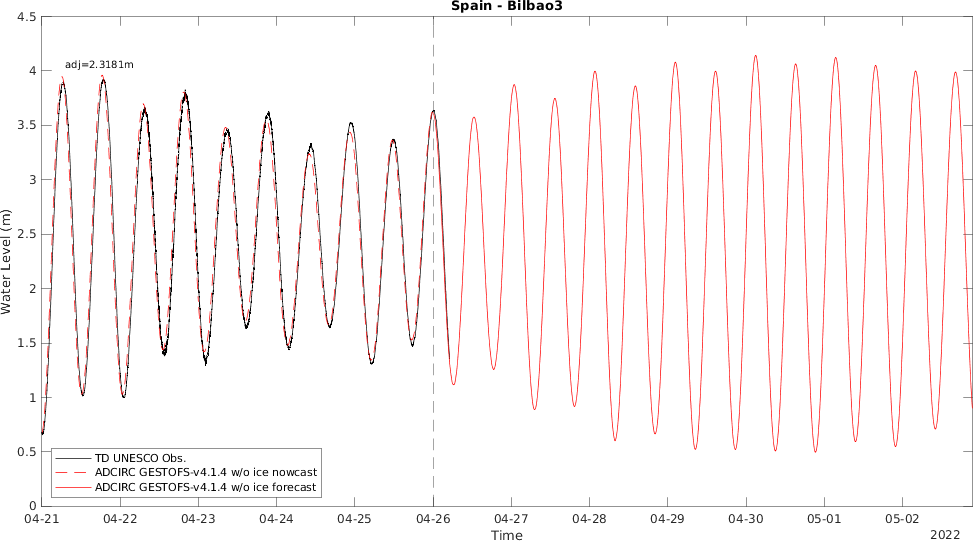 Spain - Bilbao3
adj=2.3181m
4.5
4
3.5
3
2.5
2
1.5
1
0.5
0
Water Level (m)
TD UNESCO Obs.
ADCIRC GESTOFS-v4.1.4 w/o ice nowcast
ADCIRC GESTOFS-v4.1.4 w/o ice forecast
04-21 04-22 04-23 04-24 04-25 04-26 04-27 04-28 04-29 04-30 05-01 05-02
Time
2022